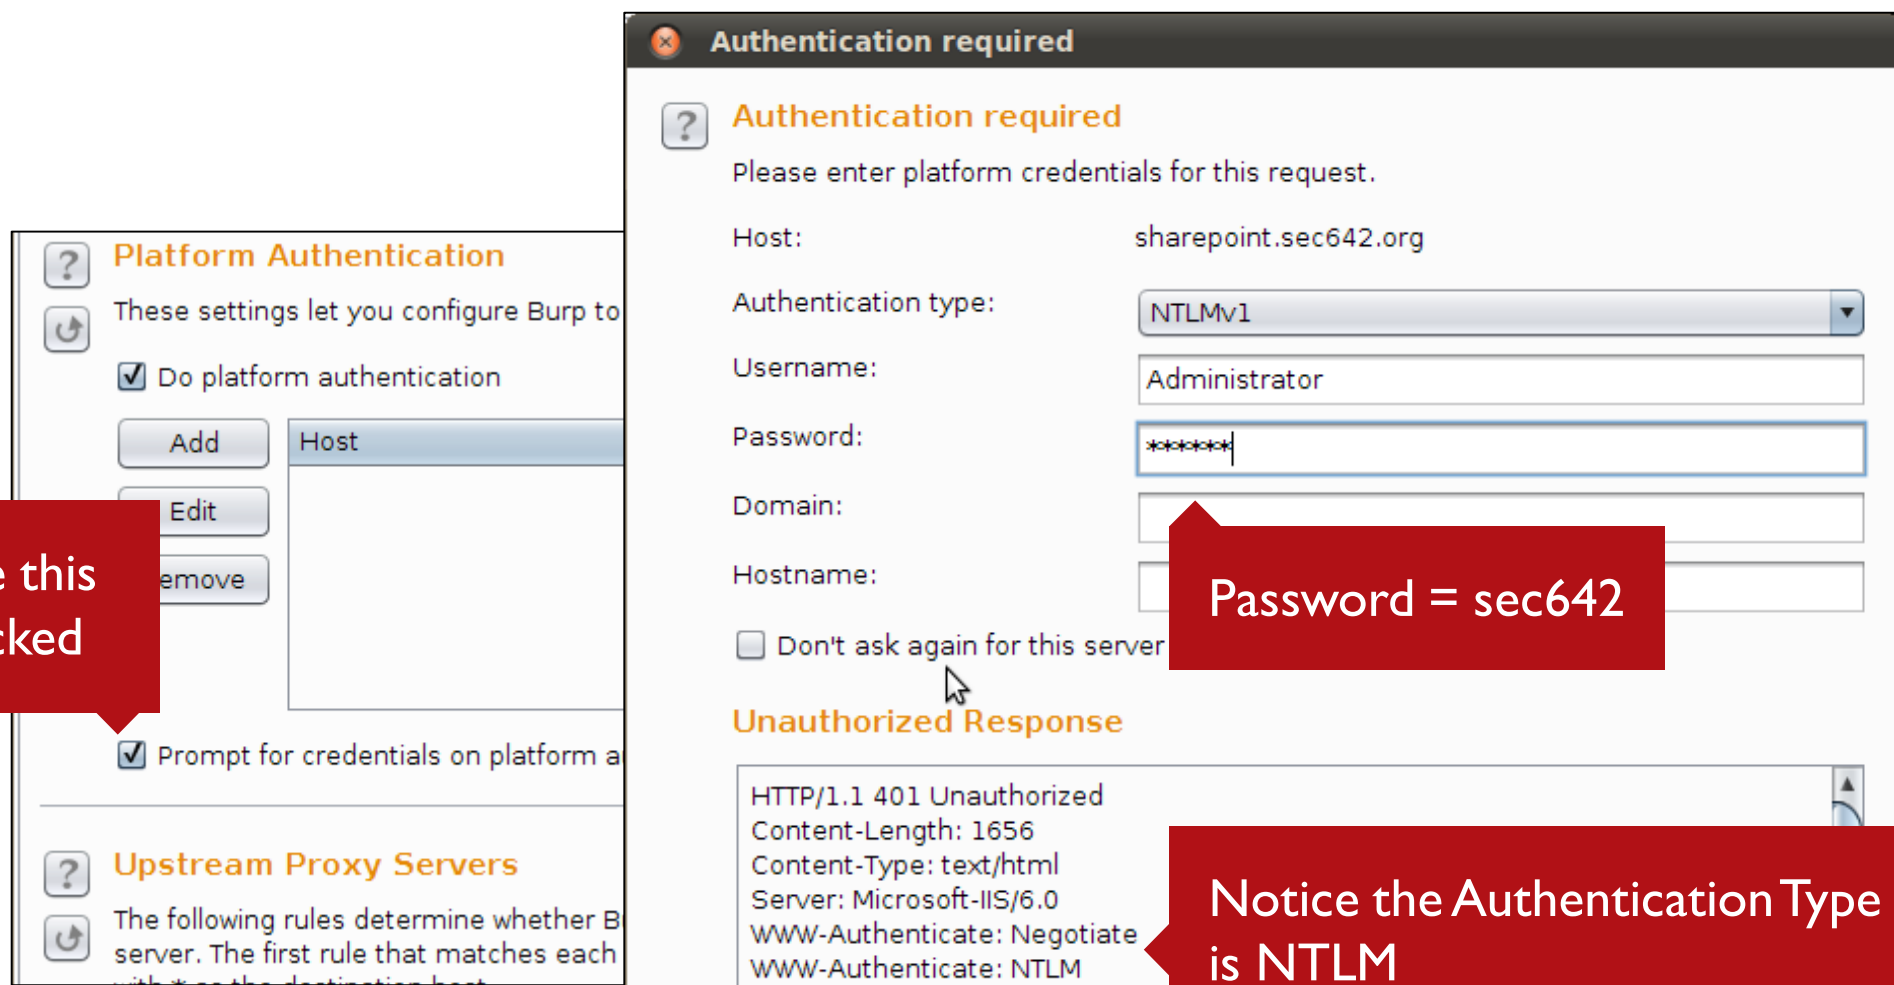 Authentication required
Authentication required
Please enter platform credentials for this request.
Host: sharepoint.sec642.org
Authentication type: NTLMv1
Username: Administrator
Password: *******
Domain:
Hostname:
Password = sec642
Don't ask again for this server
Unauthorized Response
HTTP/1.1 401 Unauthorized
Content-Length: 1656
Content-Type: text/html
Server: Microsoft-IIS/6.0
WWW-Authenticate: Negotiate
WWW-Authenticate: NTLM
Notice the Authentication Type
is NTLM
Platform Authentication
These settings let you configure Burp to
Do platform authentication
Add
Host
Edit
emove
this
Prompt for credentials on platform
Upstream Proxy Servers
The following rules determine whether
server. The first rule that matches each
with * as the destination host